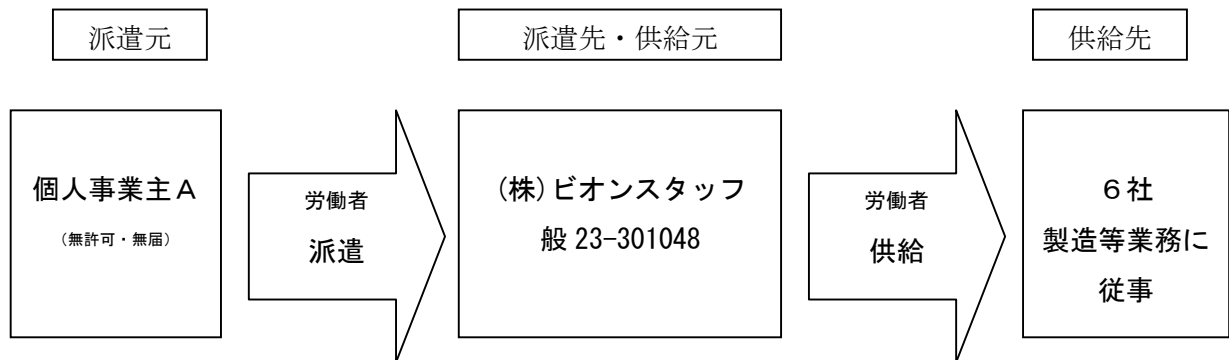 派遣元
派遣先・供給元
供給先
個人事業主A
(無許可・無届)
労働者
派遣
(株)ビオンスタッフ
般 23-301048
労働者
供給
6社
製造等業務に
従事